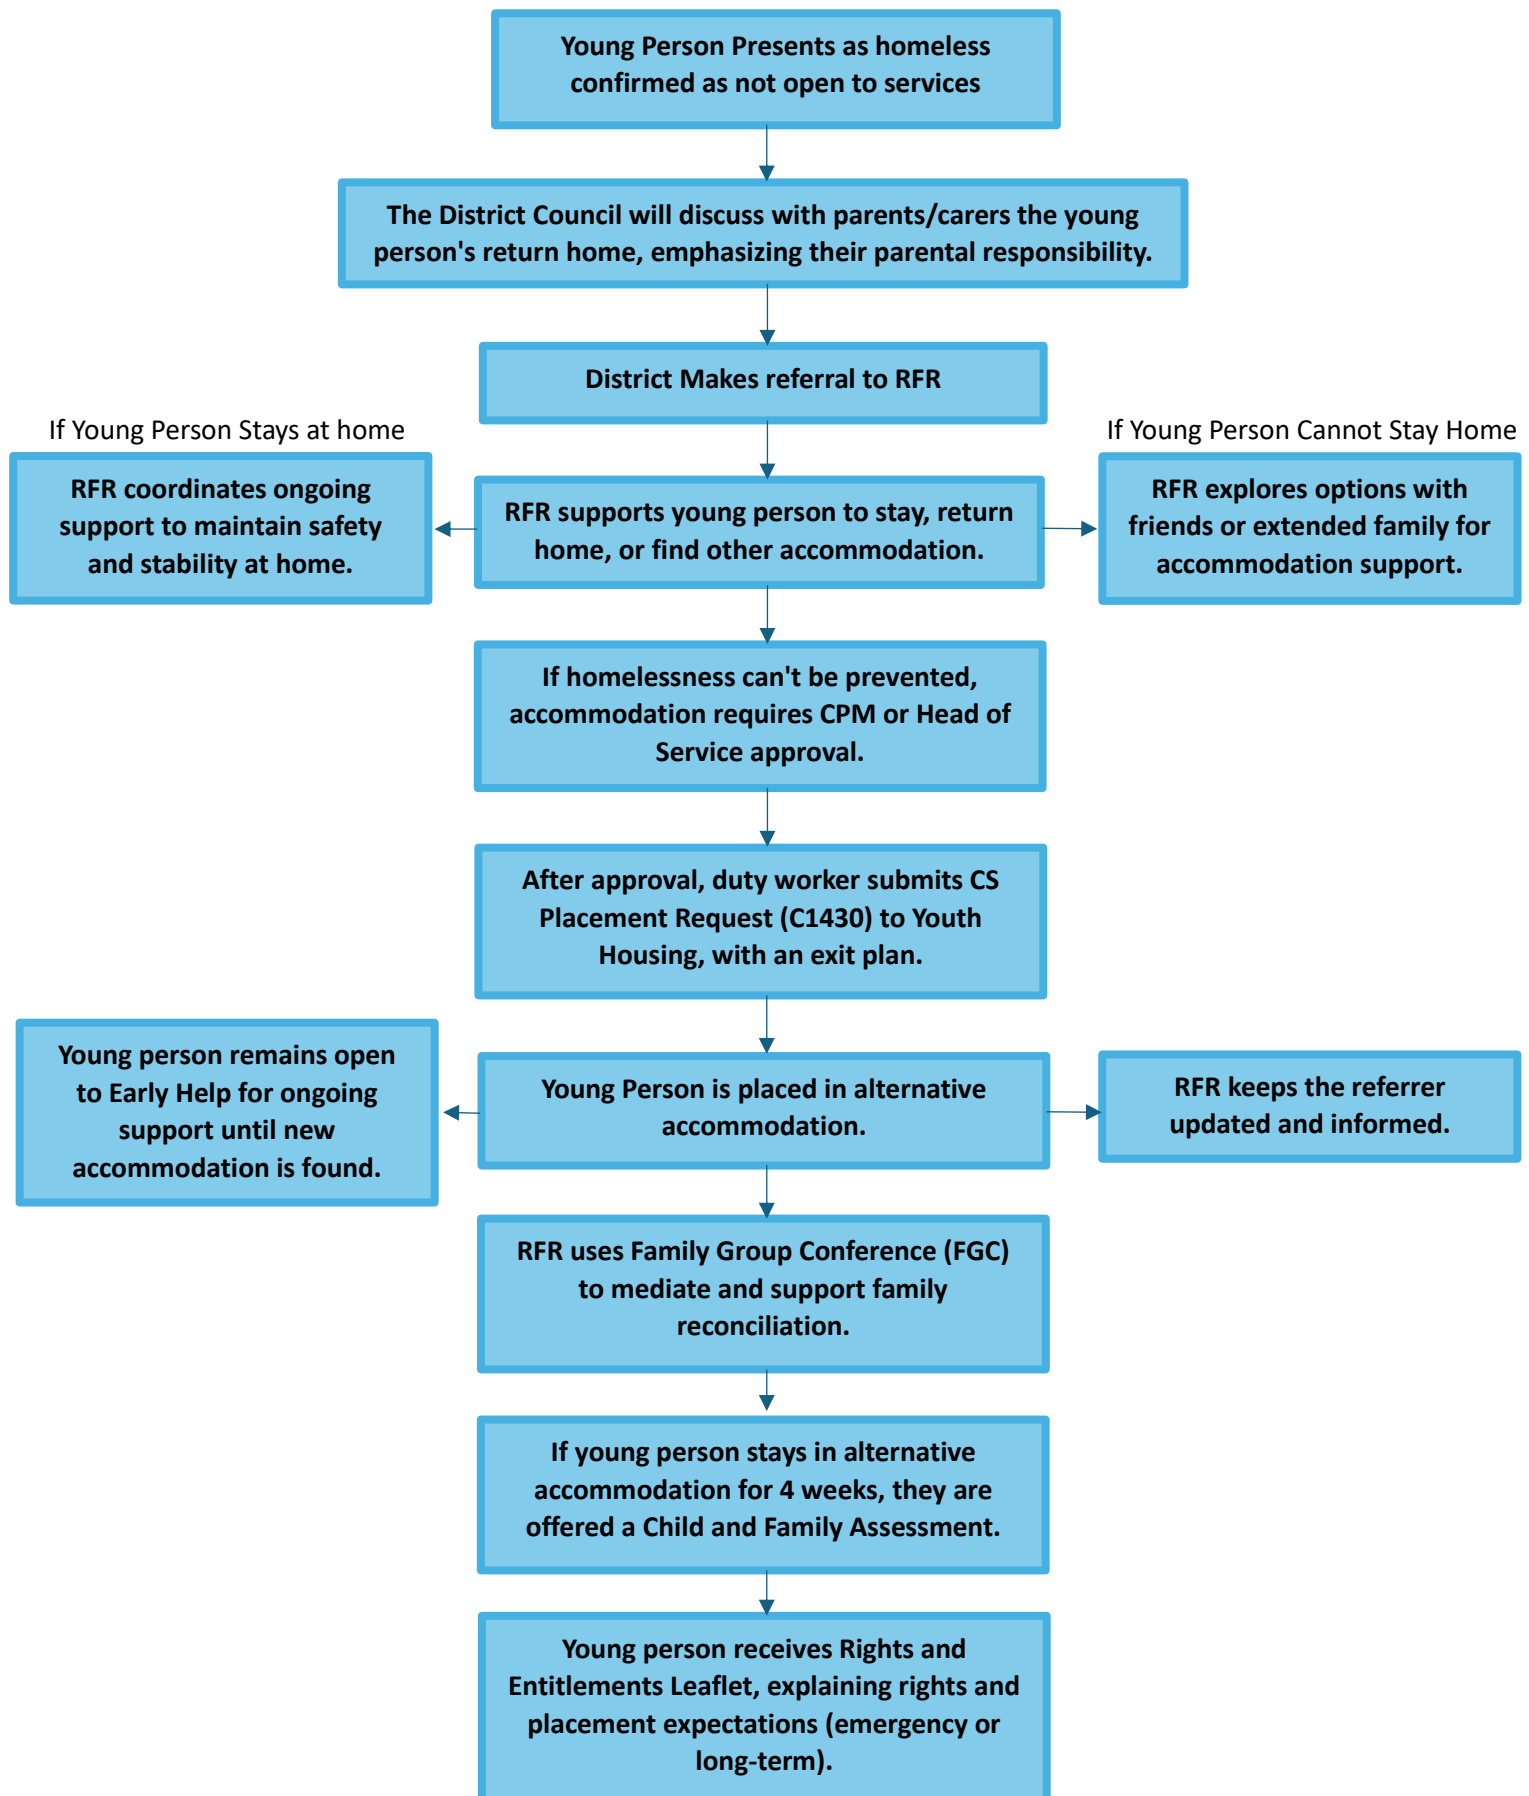 Young Person Presents as homeless
confirmed as not open to services
The District Council will discuss with parents/carers the young
person's return home, emphasizing their parental responsibility.
District Makes referral to RFR
If Young Person Stays at home
RFR coordinates ongoing
support to maintain safety
and stability at home.
RFR supports young person to stay, return
home, or find other accommodation.
If Young Person Cannot Stay Home
RFR explores options with
friends or extended family for
accommodation support.
If homelessness can't be prevented,
accommodation requires CPM or Head of
Service approval.
After approval, duty worker submits CS
Placement Request (C1430) to Youth
Housing, with an exit plan.
Young person remains open
to Early Help for ongoing
support until new
accommodation is found.
Young Person is placed in alternative
accommodation.
RFR keeps the referrer
updated and informed.
RFR uses Family Group Conference (FGC)
to mediate and support family
reconciliation.
If young person stays in alternative
accommodation for 4 weeks, they are
offered a Child and Family Assessment.
Young person receives Rights and
Entitlements Leaflet, explaining rights and
placement expectations (emergency or
long-term).